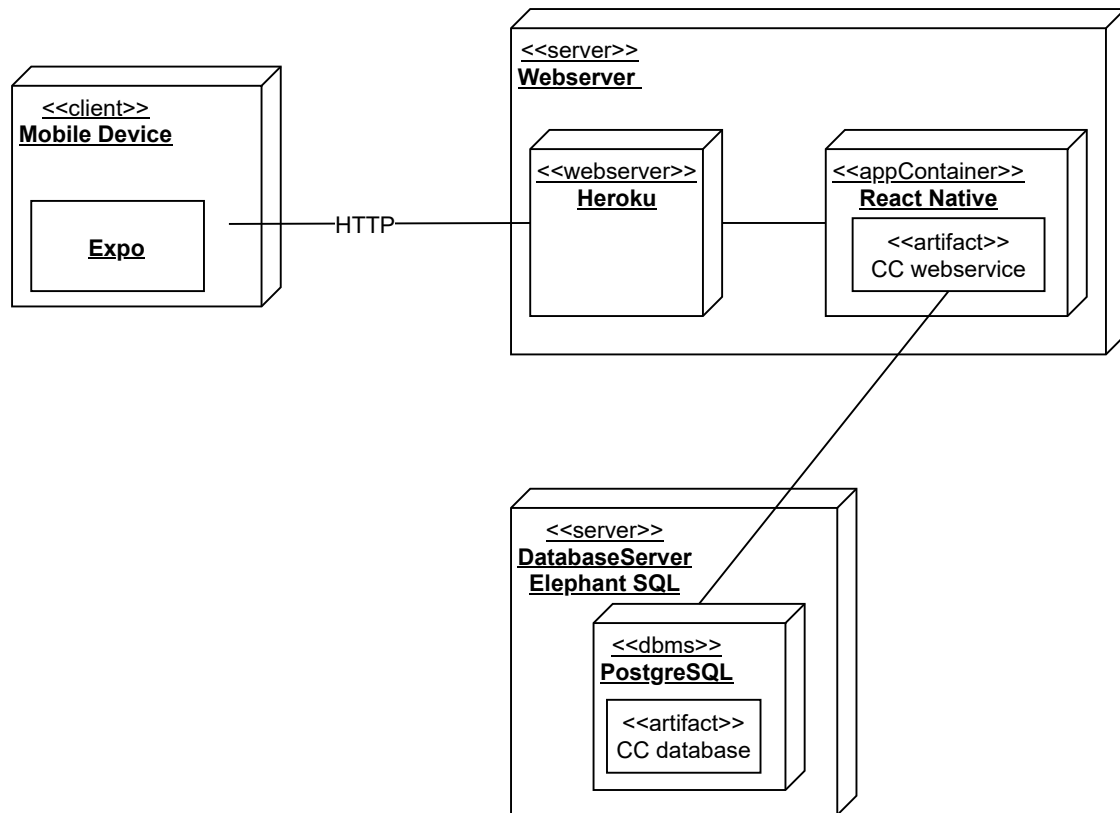 <<client>>
Mobile Device
Expo
HTTP
<<server>>
Webserver
<<webserver>>
Heroku
<<appContainer>>
React Native
<<artifact>>
CC webservice
<<server>>
DatabaseServer
Elephant SQL
<<dbms>>
PostgreSQL
<<artifact>>
CC database